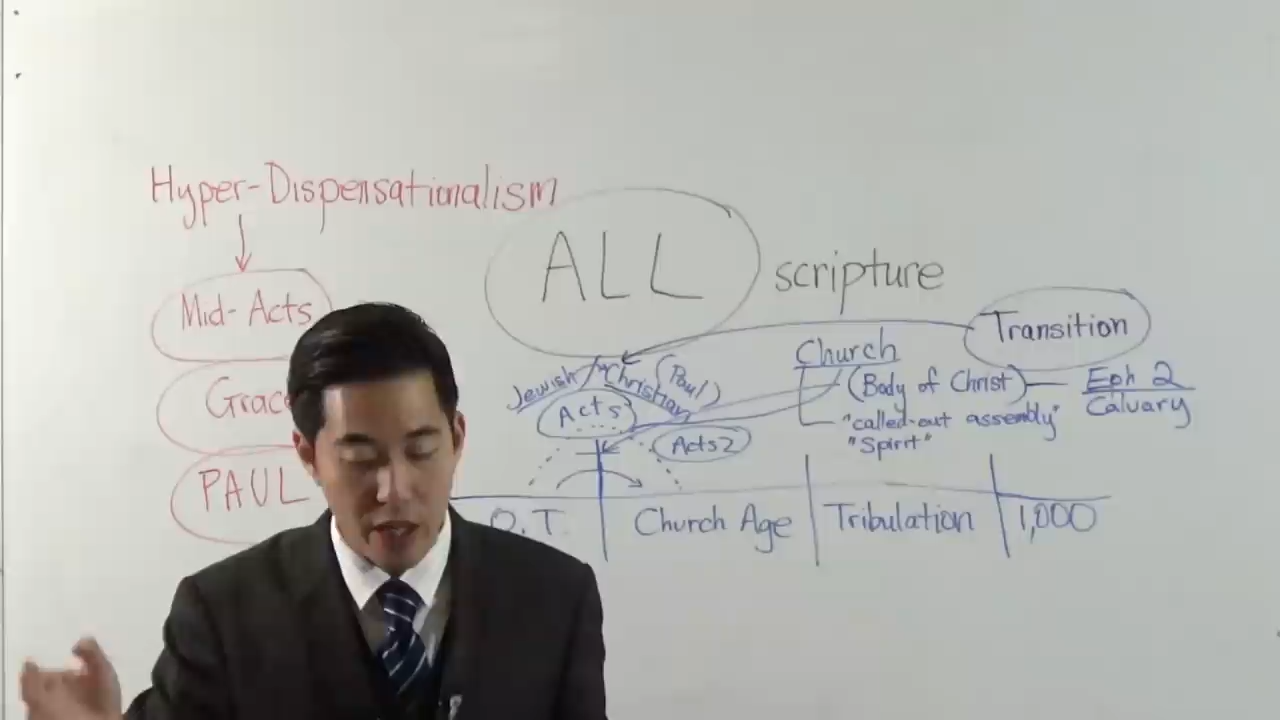 Hyper-Dispensationalism
Mid-Acts
Grace
PAUL
ALL scripture
Transition
Church
(Body of Christ)
Eph 2
Calvary
"called-out assembly"
"Spirit"
Jewish / Christian
(Paul)
Acts
Acts 2
O.T.
Church Age
Tribulation
1,000